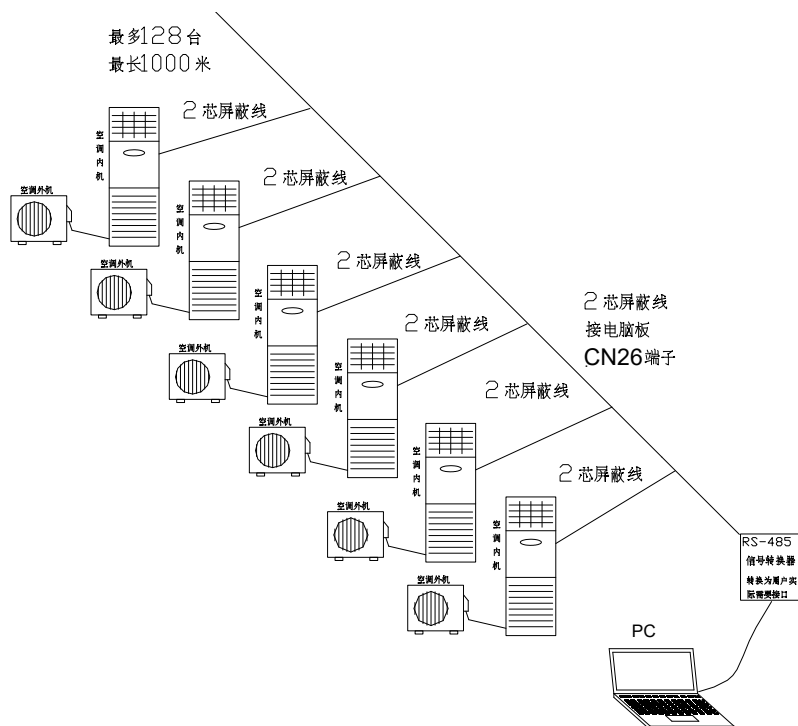 最多128台
最长1000米
2芯屏蔽线
空调内机
空调外机
2芯屏蔽线
空调内机
空调外机
2芯屏蔽线
空调内机
空调外机
2芯屏蔽线
空调内机
空调外机
2芯屏蔽线
空调内机
空调外机
2芯屏蔽线
空调内机
空调外机
2芯屏蔽线
接电脑板
CN26端子
RS-485
信号转换器
转换为用户实
际需要接口
PC